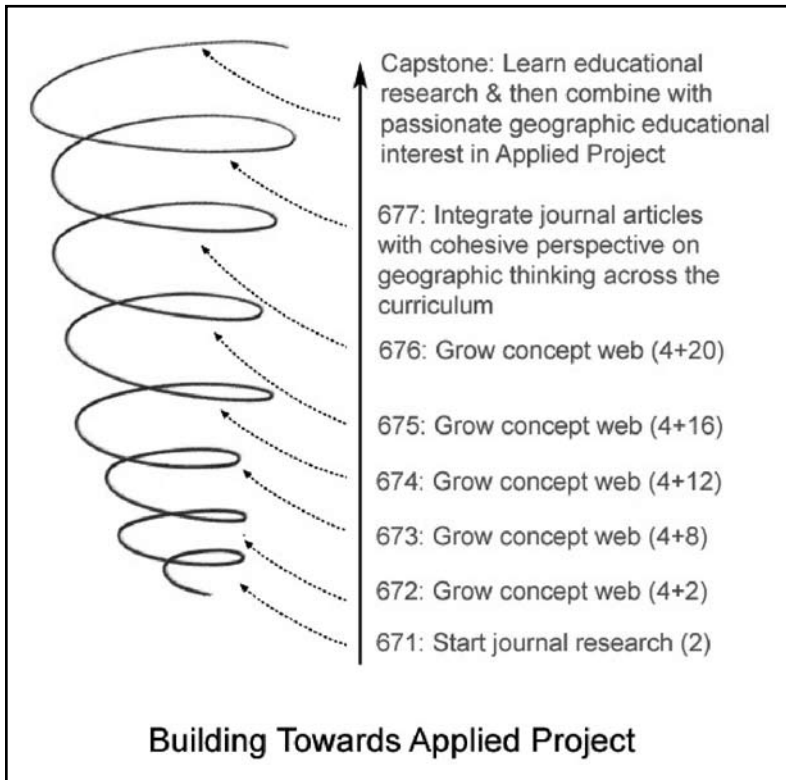 Capstone: Learn educational
research & then combine with
passionate geographic educational
interest in Applied Project
677: Integrate journal articles
with cohesive perspective on
geographic thinking across the
curriculum
676: Grow concept web (4+20)
675: Grow concept web (4+16)
674: Grow concept web (4+12)
673: Grow concept web (4+8)
672: Grow concept web (4+2)
671: Start journal research (2)
Building Towards Applied Project